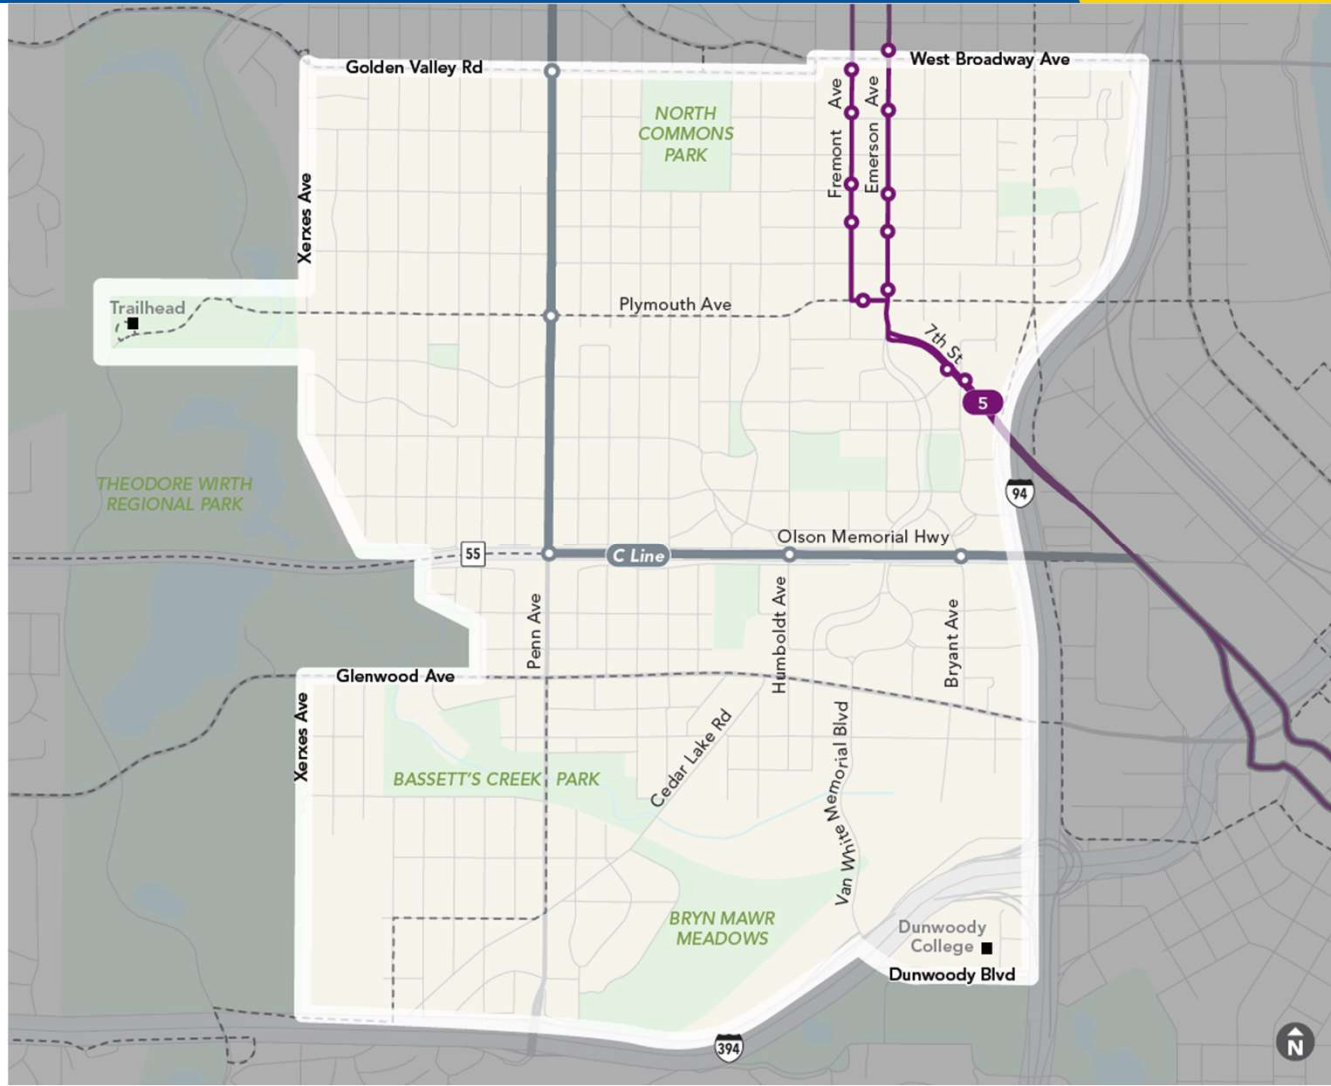 Golden Valley Rd
West Broadway Ave
NORTH
COMMONS
PARK
Fremont Ave
Emerson Ave
Xerxes Ave
Trailhead
Plymouth Ave
7th St
5
THEODORE WIRTH
REGIONAL PARK
94
Olson Memorial Hwy
55
C Line
Penn Ave
Humboldt Ave
Bryant Ave
Glenwood Ave
Xerxes Ave
Cedar Lake Rd
Van White Memorial Blvd
BASSETT'S CREEK PARK
BRYN MAWR
MEADOWS
Dunwoody
College
Dunwoody Blvd
394
N